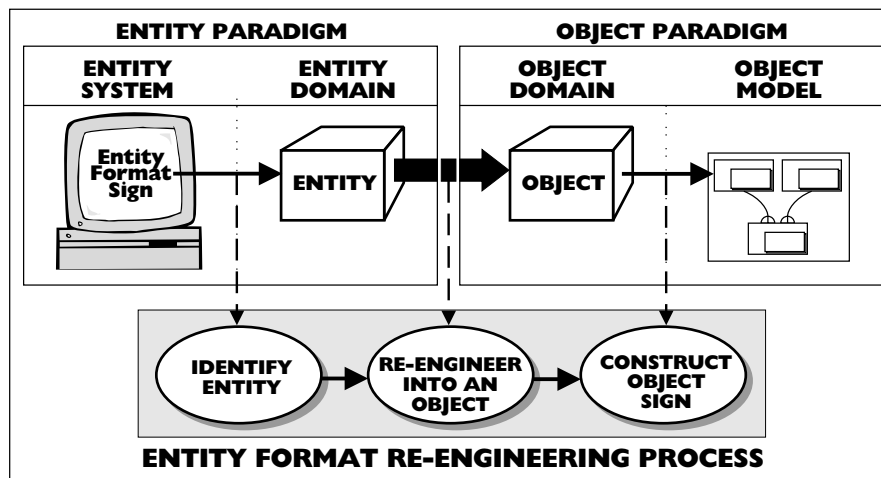 ENTITY PARADIGM
OBJECT PARADIGM
ENTITY
SYSTEM
ENTITY
DOMAIN
OBJECT
DOMAIN
OBJECT
MODEL
Entity
Format
Sign
ENTITY
OBJECT
IDENTIFY
ENTITY
RE-ENGINEER
INTO AN
OBJECT
CONSTRUCT
OBJECT
SIGN
ENTITY FORMAT RE-ENGINEERING PROCESS